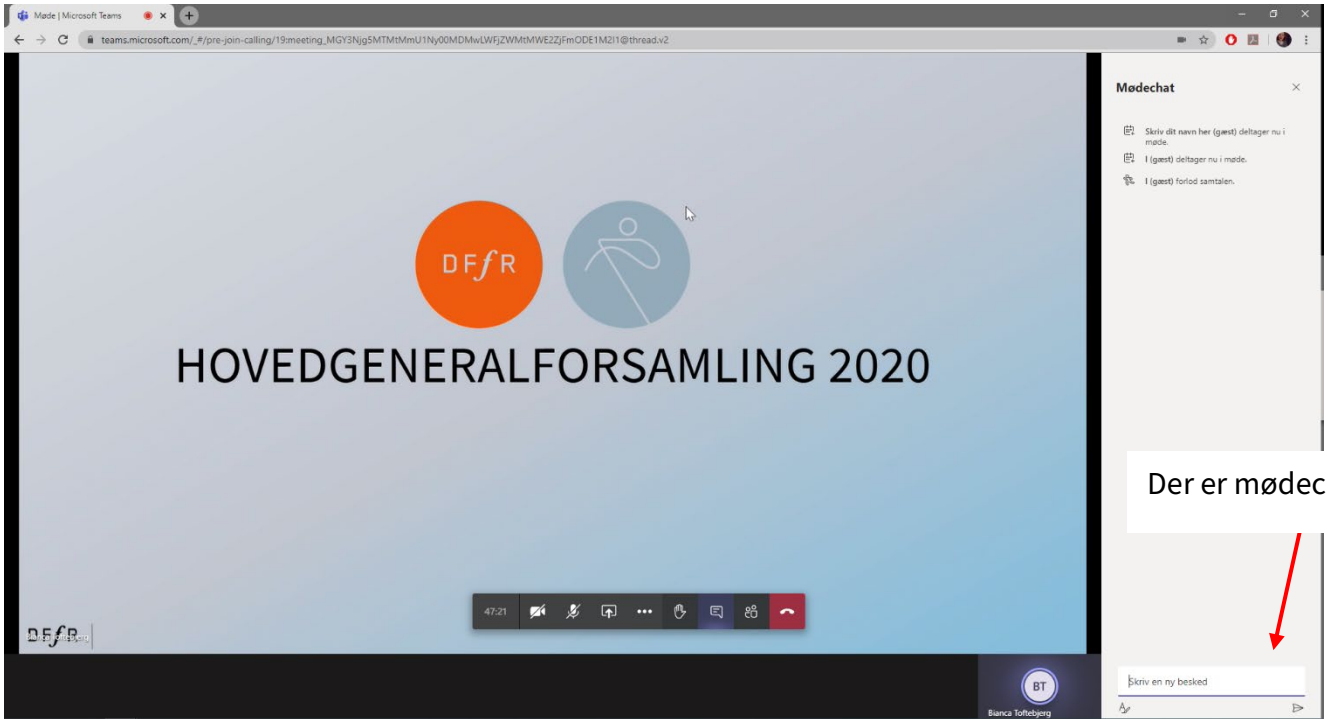 Møde | Microsoft Teams
teams.microsoft.com/_#/pre-join-calling/19:meeting_MGY3Njg5MTMtMmU1Ny00MDMwLWFjZWMtMWE2ZjFmODE1M2I1@thread.v2
DFfR
HOVEDGENERALFORSAMLING 2020
47:21
DFfR
BT
Bianca Toftebjerg
Mødechat
Skriv dit navn her (gæst) deltager nu i
møde.
I (gæst) deltager nu i møde.
I (gæst) forlod samtalen.
Der er mødec
Skriv en ny besked